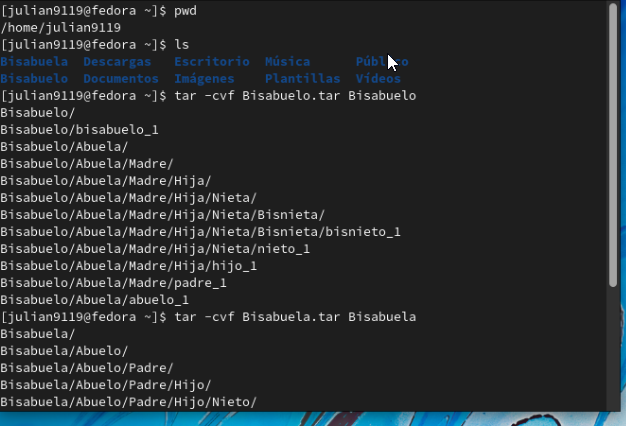 [julian9119@fedora ~]$ pwd
/home/julian9119
[julian9119@fedora ~]$ ls
Bisabuela  Descargas   Escritorio  Música      Público
Bisabuelo  Documentos  Imágenes    Plantillas  Vídeos
[julian9119@fedora ~]$ tar -cvf Bisabuelo.tar Bisabuelo
Bisabuelo/
Bisabuelo/bisabuelo_1
Bisabuelo/Abuela/
Bisabuelo/Abuela/Madre/
Bisabuelo/Abuela/Madre/Hija/
Bisabuelo/Abuela/Madre/Hija/Nieta/
Bisabuelo/Abuela/Madre/Hija/Nieta/Bisnieta/
Bisabuelo/Abuela/Madre/Hija/Nieta/Bisnieta/bisnieto_1
Bisabuelo/Abuela/Madre/Hija/Nieta/nieto_1
Bisabuelo/Abuela/Madre/Hija/hijo_1
Bisabuelo/Abuela/Madre/padre_1
Bisabuelo/Abuela/abuelo_1
[julian9119@fedora ~]$ tar -cvf Bisabuela.tar Bisabuela
Bisabuela/
Bisabuela/Abuelo/
Bisabuela/Abuelo/Padre/
Bisabuela/Abuelo/Padre/Hijo/
Bisabuela/Abuelo/Padre/Hijo/Nieto/